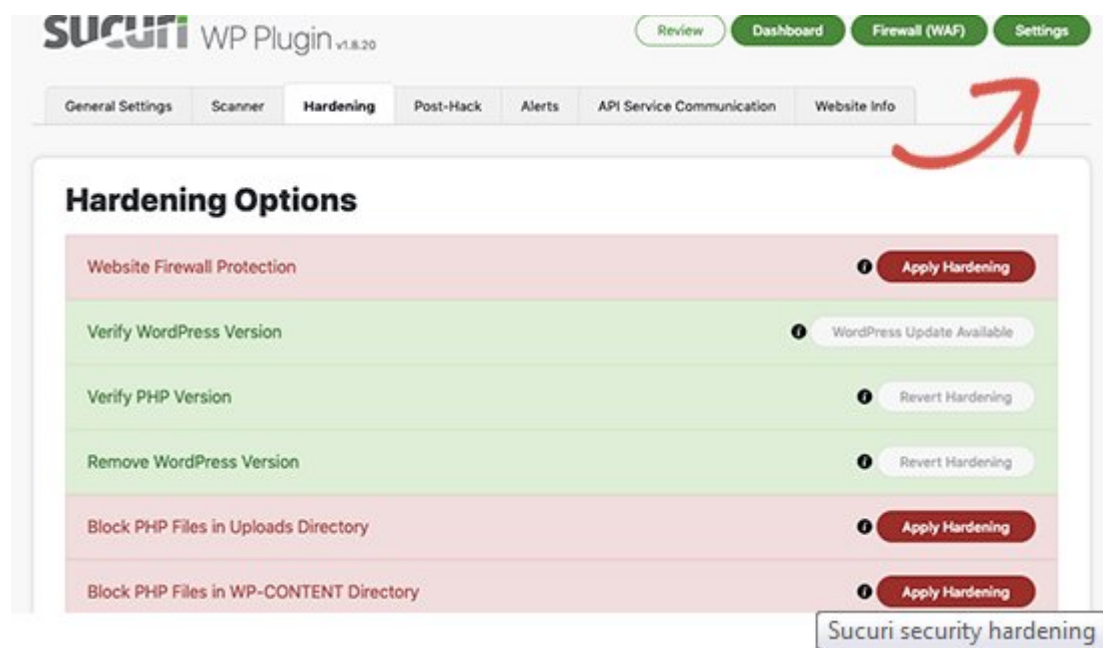 SUCURI WP Plugin v1.8.20
Review Dashboard Firewall (WAF) Settings
General Settings Scanner Hardening Post-Hack Alerts API Service Communication Website Info
Hardening Options
Website Firewall Protection Apply Hardening
Verify WordPress Version WordPress Update Available
Verify PHP Version Revert Hardening
Remove WordPress Version Revert Hardening
Block PHP Files in Uploads Directory Apply Hardening
Block PHP Files in WP-CONTENT Directory Apply Hardening
Sucuri security hardening